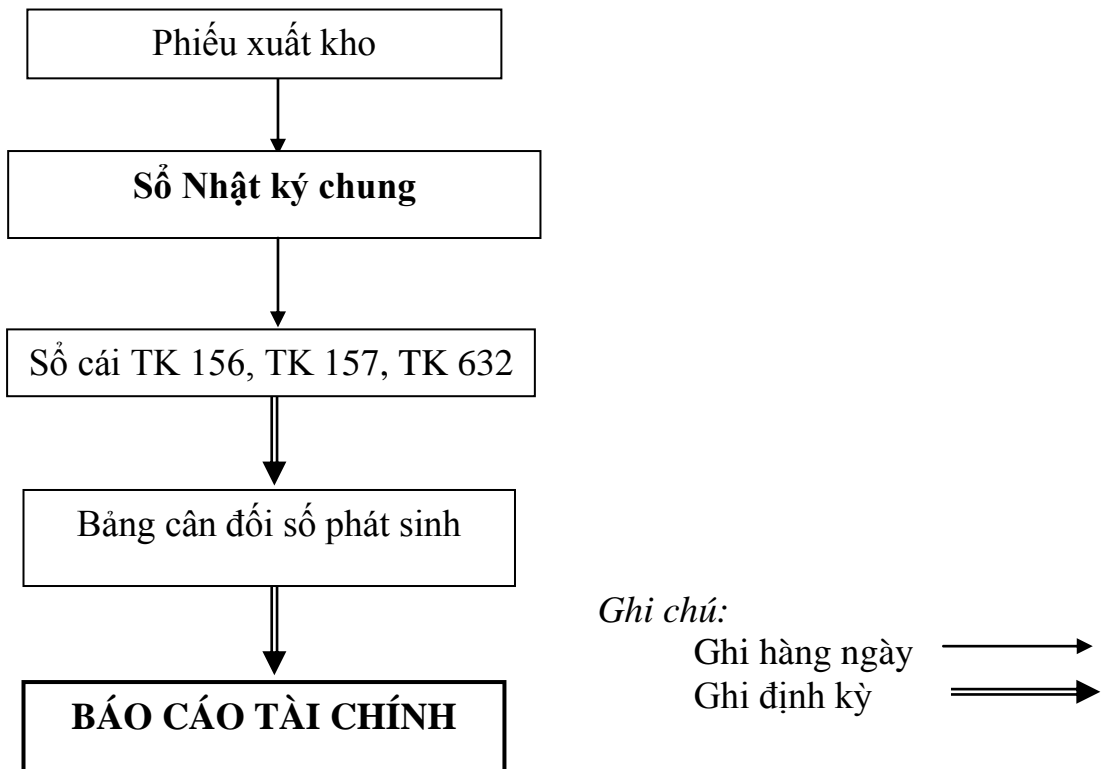 Phiếu xuất kho
Sổ Nhật ký chung
Sổ cái TK 156, TK 157, TK 632
Bảng cân đối số phát sinh
Ghi chú:
Ghi hàng ngày
Ghi định kỳ
BÁO CÁO TÀI CHÍNH